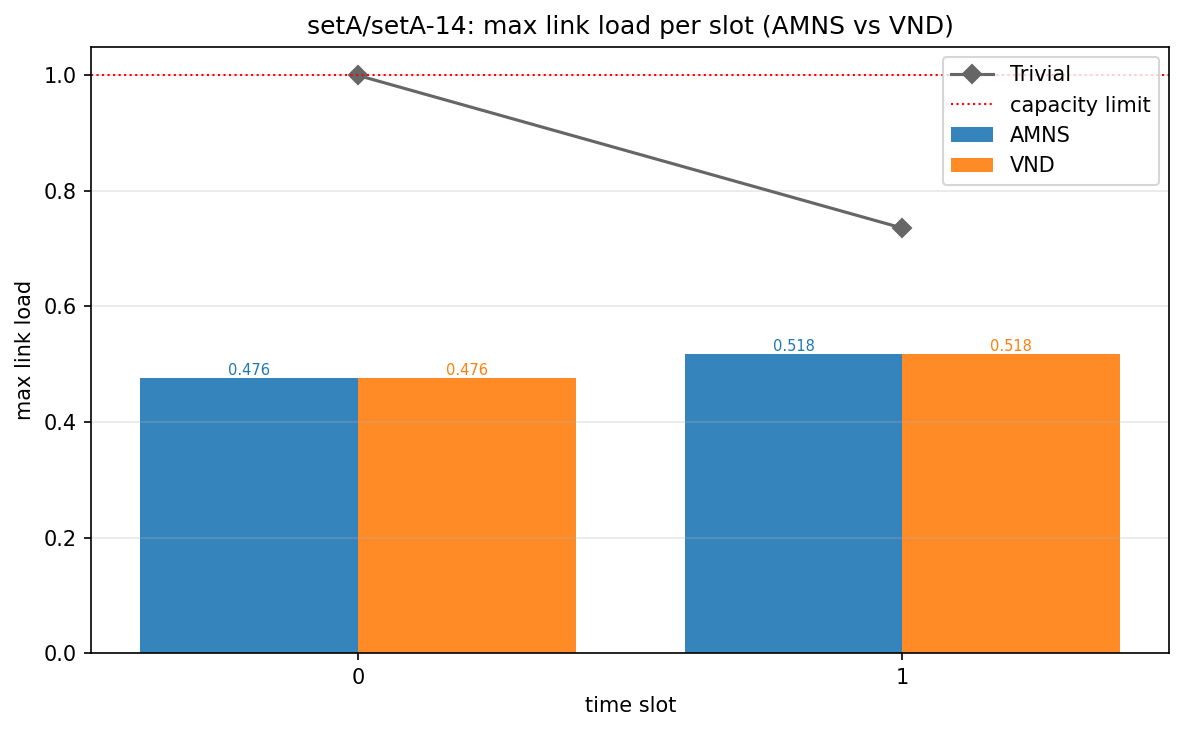 setA/setA-14: max link load per slot (AMNS vs VND)
max link load
1.0
0.8
0.6
0.4
0.2
0.0
Trivial
capacity limit
AMNS
VND
0.476
0.476
0.518
0.518
0
1
time slot